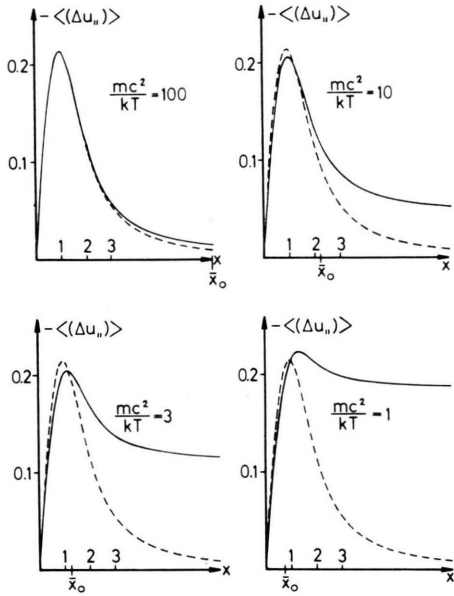 -<(Δu॥)>
0.2
mc²/kT =100
0.1
1 2 3 x
x̄₀
-<(Δu॥)>
0.2
mc²/kT =10
0.1
1 2 3 x
x̄₀
-<(Δu॥)>
0.2
mc²/kT =3
0.1
1 2 3 x
x̄₀
-<(Δu॥)>
0.2
mc²/kT =1
0.1
1 2 3 x
x̄₀